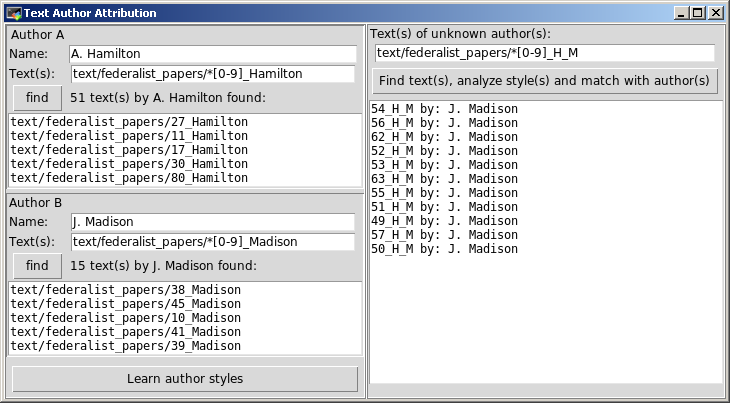 Text Author Attribution
Author A
Name: A. Hamilton
Text(s): text/federalist_papers/*[0-9]_Hamilton
find 51 text(s) by A. Hamilton found:
text/federalist_papers/27_Hamilton
text/federalist_papers/11_Hamilton
text/federalist_papers/17_Hamilton
text/federalist_papers/30_Hamilton
text/federalist_papers/80_Hamilton
Author B
Name: J. Madison
Text(s): text/federalist_papers/*[0-9]_Madison
find 15 text(s) by J. Madison found:
text/federalist_papers/38_Madison
text/federalist_papers/45_Madison
text/federalist_papers/10_Madison
text/federalist_papers/41_Madison
text/federalist_papers/39_Madison
Learn author styles
Text(s) of unknown author(s):
text/federalist_papers/*[0-9]_H_M
Find text(s), analyze style(s) and match with author(s)
54_H_M by: J. Madison
56_H_M by: J. Madison
62_H_M by: J. Madison
52_H_M by: J. Madison
53_H_M by: J. Madison
63_H_M by: J. Madison
55_H_M by: J. Madison
51_H_M by: J. Madison
49_H_M by: J. Madison
57_H_M by: J. Madison
50_H_M by: J. Madison